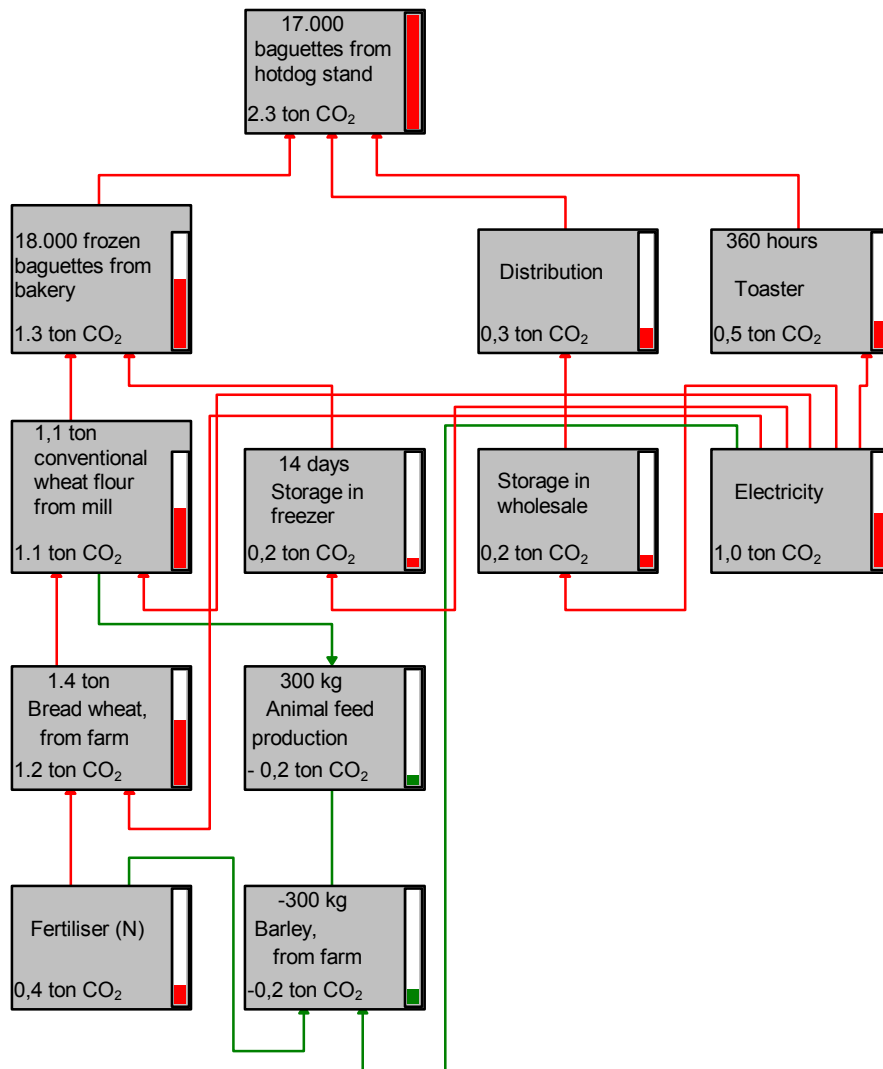 17.000
baguettes from
hotdog stand
2.3 ton CO₂
18.000 frozen
baguettes from
bakery
1.3 ton CO₂
Distribution
0,3 ton CO₂
360 hours
Toaster
0,5 ton CO₂
1,1 ton
conventional
wheat flour
from mill
1.1 ton CO₂
14 days
Storage in
freezer
0,2 ton CO₂
Storage in
wholesale
0,2 ton CO₂
Electricity
1,0 ton CO₂
1.4 ton
Bread wheat,
from farm
1.2 ton CO₂
300 kg
Animal feed
production
- 0,2 ton CO₂
Fertiliser (N)
0,4 ton CO₂
-300 kg
Barley,
from farm
-0,2 ton CO₂